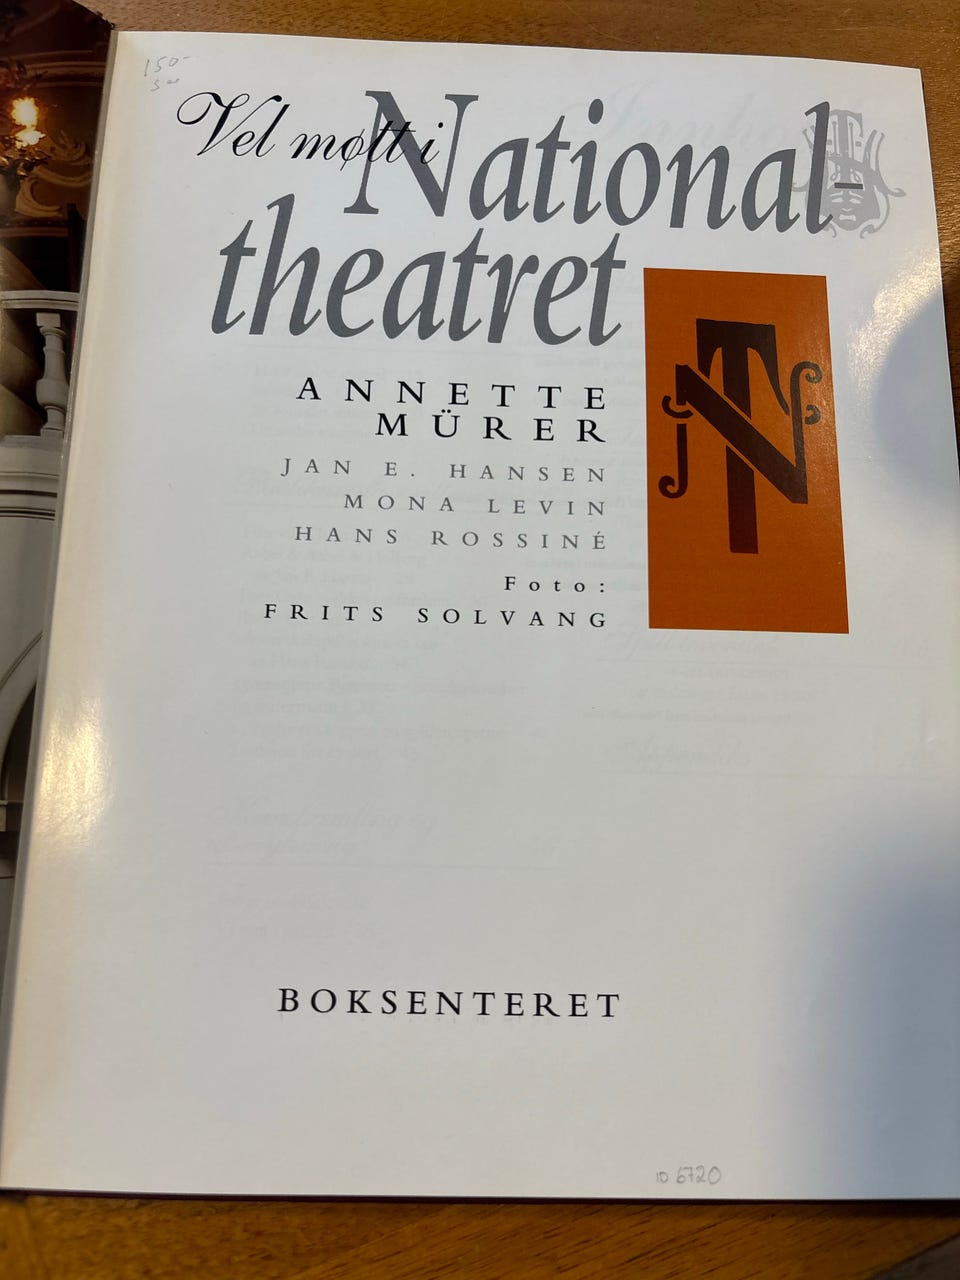 150-
Vel møtt i National-
theatret
ANNETTE
MÜRER
JAN E. HANSEN
MONA LEVIN
HANS ROSSINÉ
Foto:
FRITS SOLVANG
NT
BOKSENTERET
ID 6720